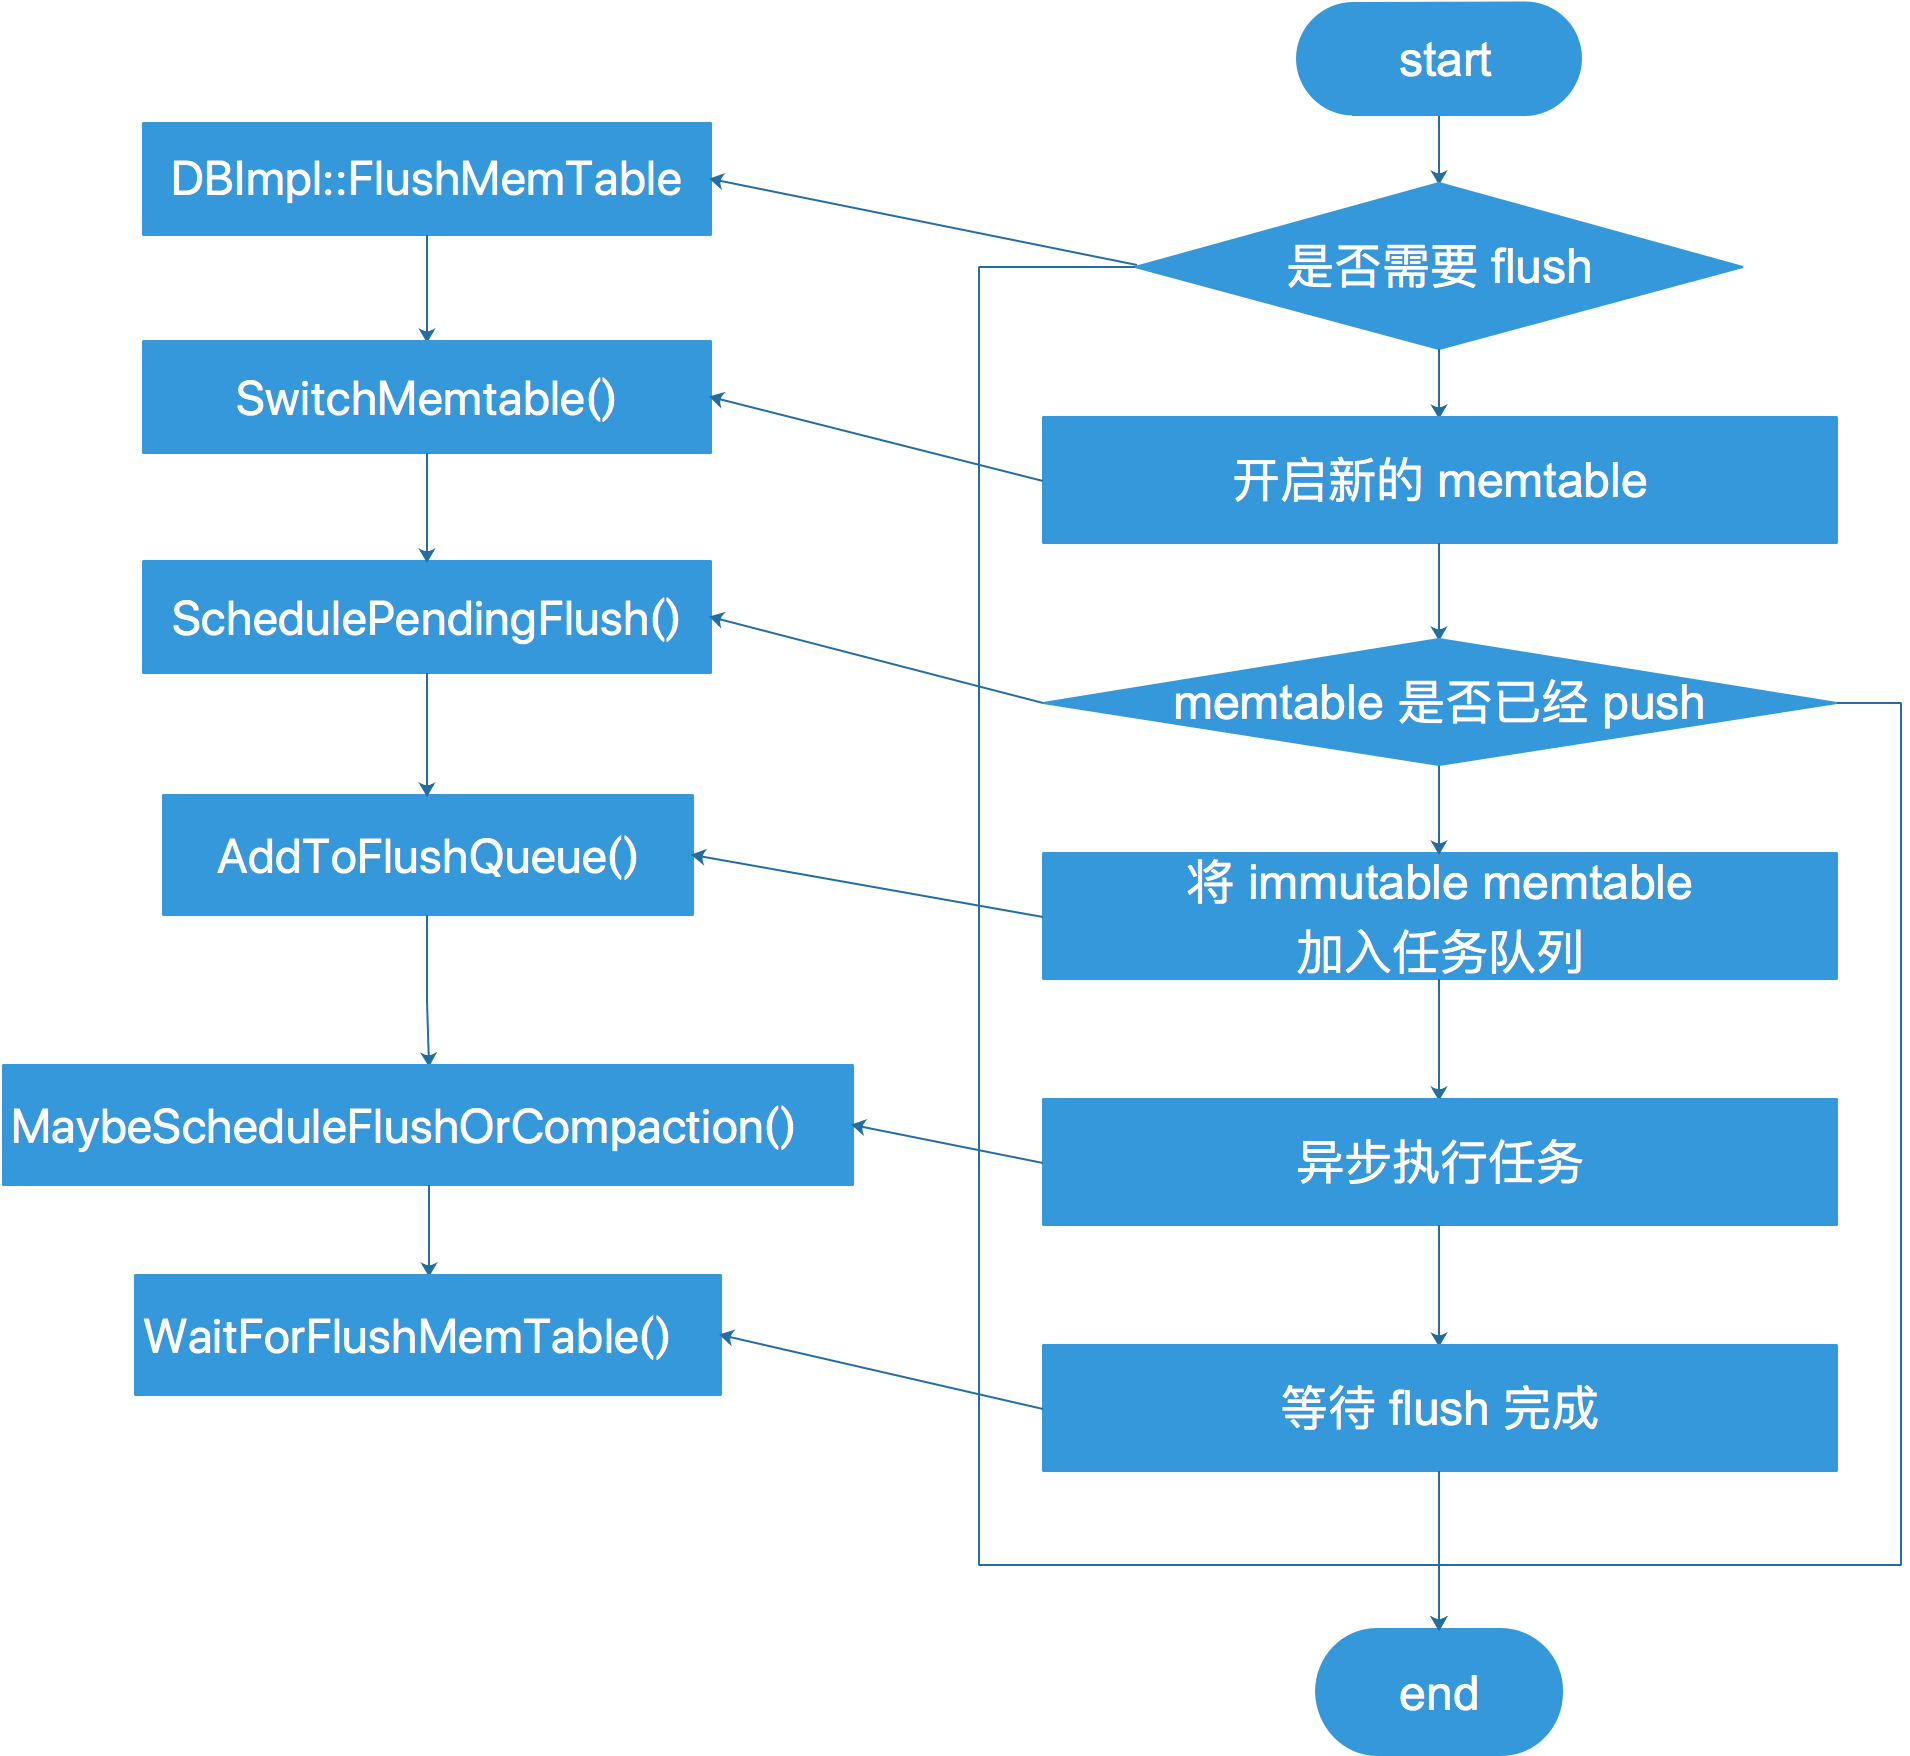 start
DBImpl::FlushMemTable
是否需要 flush
SwitchMemtable()
开启新的 memtable
SchedulePendingFlush()
memtable 是否已经 push
AddToFlushQueue()
将 immutable memtable
加入任务队列
MaybeScheduleFlushOrCompaction()
异步执行任务
WaitForFlushMemTable()
等待 flush 完成
end